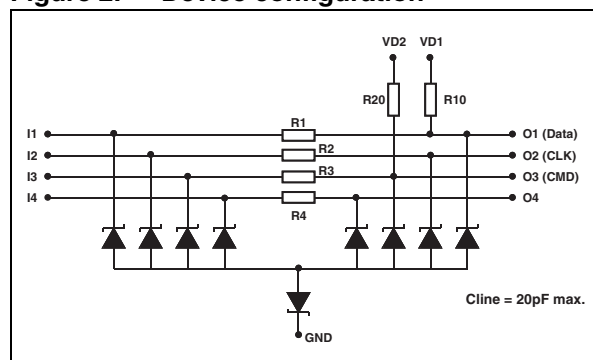 Figure 2. Device configuration
VD2 VD1
R20 R10
R1
I1 O1 (Data)
R2
I2 O2 (CLK)
R3
I3 O3 (CMD)
I4 O4
R4
Cline = 20pF max.
GND